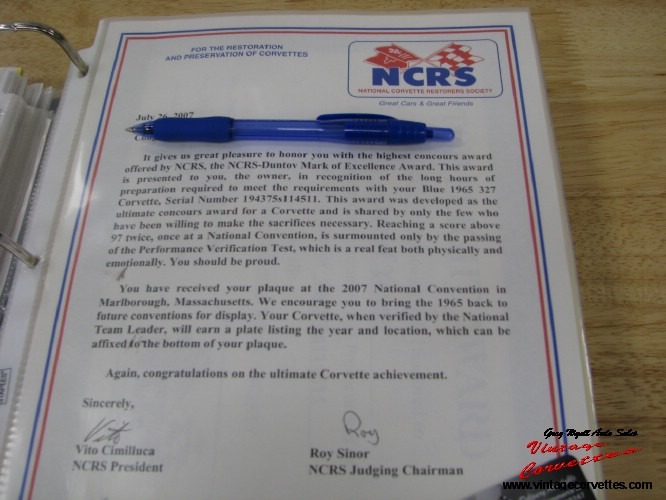 FOR THE RESTORATION
AND PRESERVATION OF CORVETTES
NCRS
NATIONAL CORVETTE RESTORERS SOCIETY
Great Cars & Great Friends
July 26, 2007
It gives us great pleasure to honor you with the highest concours award
offered by NCRS, the NCRS-Duntov Mark of Excellence Award. This award
is presented to you, the owner, in recognition of the long hours of
preparation required to meet the requirements with your Blue 1965 327
Corvette, Serial Number 194375s114511. This award was developed as the
ultimate concours award for a Corvette and is shared by only the few who
have been willing to make the sacrifices necessary. Reaching a score above
97 twice, once at a National Convention, is surmounted only by the passing
of the Performance Verification Test, which is a real feat both physically and
emotionally. You should be proud.
You have received your plaque at the 2007 National Convention in
Marlborough, Massachusetts. We encourage you to bring the 1965 back to
future conventions for display. Your Corvette, when verified by the National
Team Leader, will earn a plate listing the year and location, which can be
affixed to the bottom of your plaque.
Again, congratulations on the ultimate Corvette achievement.
Sincerely,
Vito
Roy
Vito Cimilluca
Roy Sinor
NCRS President
NCRS Judging Chairman
Greg Wyatt Auto Sales
Vintage
Corvettes
www.vintagecorvettes.com